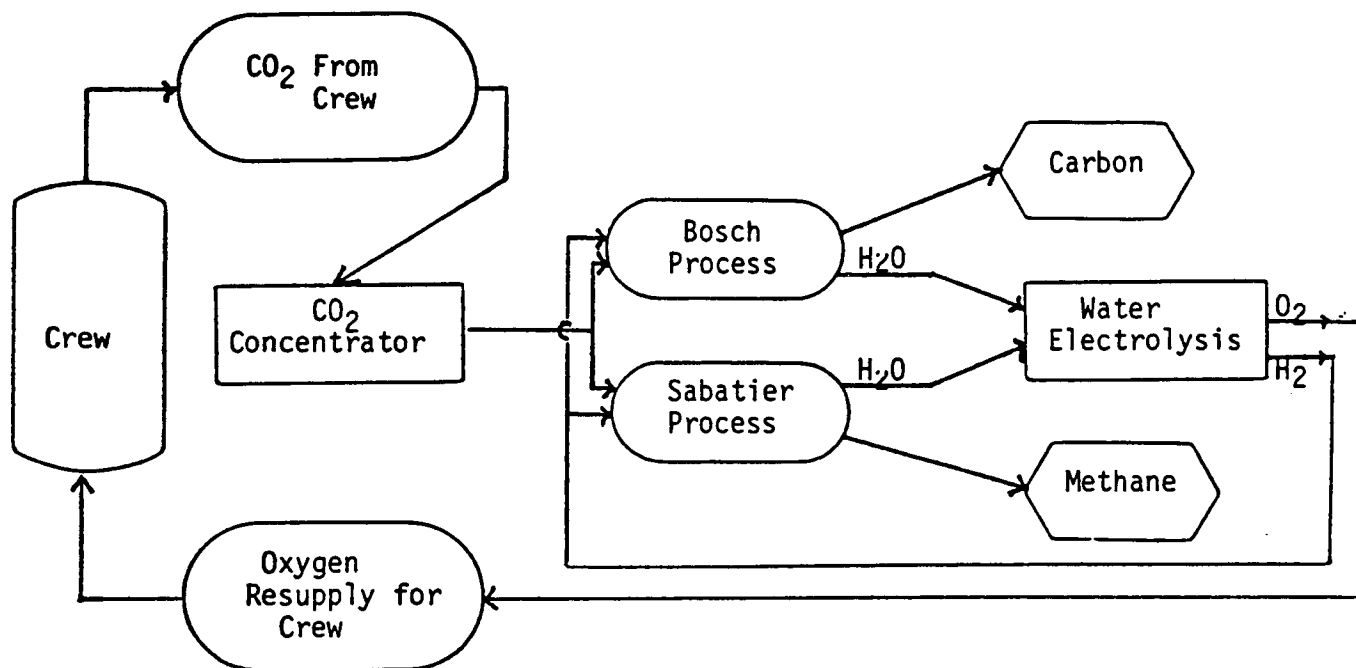 CO2 From
Crew
Carbon
Crew
CO2
Concentrator
Bosch
Process
H2O
Water
Electrolysis
O2
H2
Sabatier
Process
H2O
Methane
Oxygen
Resupply for
Crew